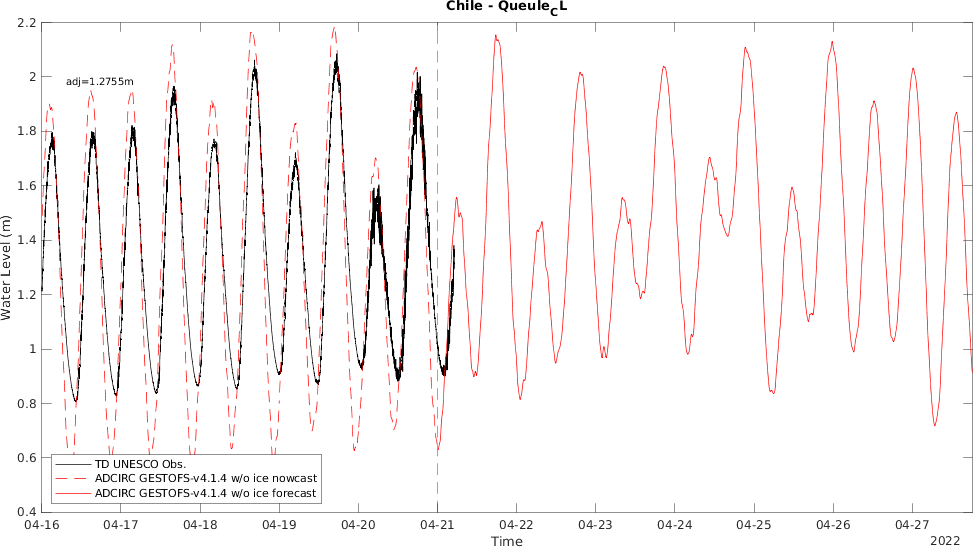 Chile - Queule_CL
2.2
2
1.8
1.6
1.4
1.2
1
0.8
0.6
0.4
Water Level (m)
adj=1.2755m
TD UNESCO Obs.
ADCIRC GESTOFS-v4.1.4 w/o ice nowcast
ADCIRC GESTOFS-v4.1.4 w/o ice forecast
04-16 04-17 04-18 04-19 04-20 04-21 04-22 04-23 04-24 04-25 04-26 04-27
Time
2022